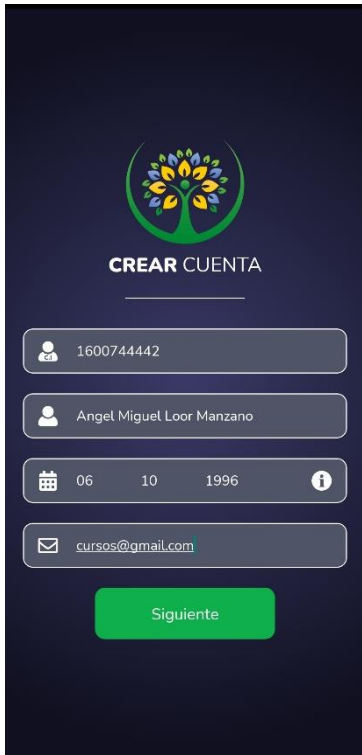 CREAR CUENTA
C.I
1600744442
Angel Miguel Loor Manzano
06 10 1996
cursos@gmail.com
Siguiente